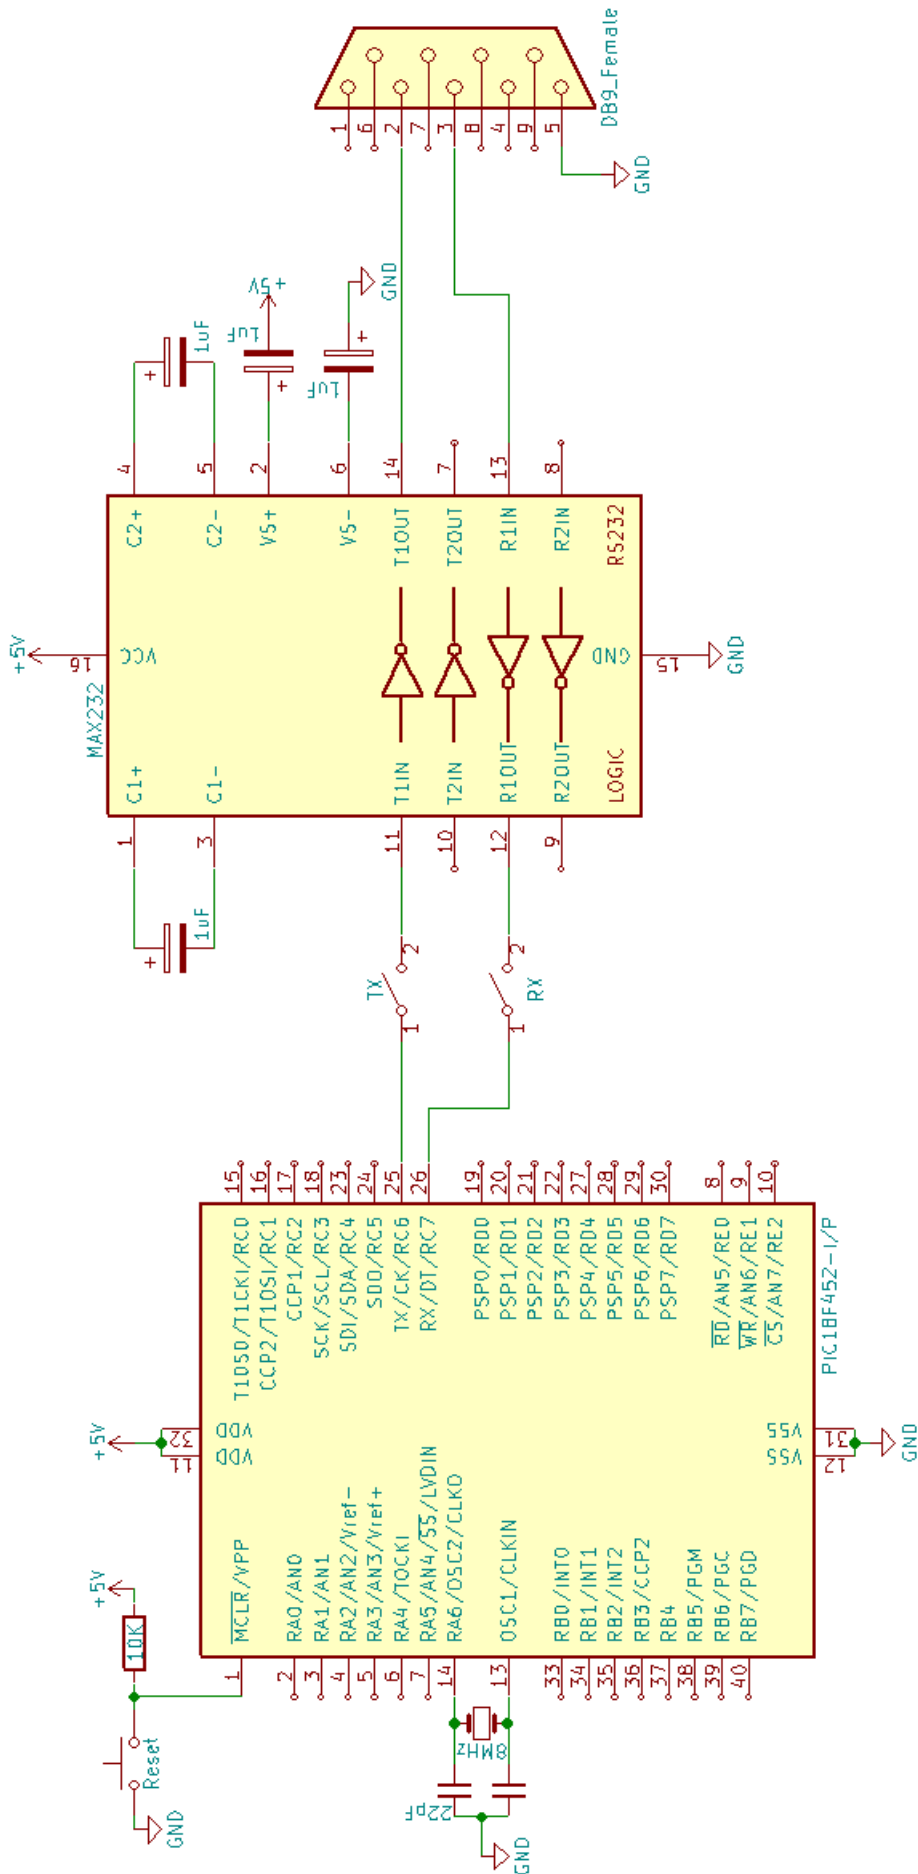 GND
Reset
10K
+5V
+5V
11
32
VDD
VDD
1
MCLR/VPP
2
RA0/AN0
3
RA1/AN1
4
RA2/AN2/Vref-
5
RA3/AN3/Vref+
6
RA4/T0CKI
7
RA5/AN4/SS/LVDIN
14
RA6/OSC2/CLKO
13
OSC1/CLKIN
33
RB0/INT0
34
RB1/INT1
35
RB2/INT2
36
RB3/CCP2
37
RB4
38
RB5/PGM
39
RB6/PGC
40
RB7/PGD
8MHz
22pF
GND
T1OSO/T1CKI/RC0
15
CCP2/T1OSI/RC1
16
CCP1/RC2
17
SCK/SCL/RC3
18
SDI/SDA/RC4
23
SDO/RC5
24
TX/CK/RC6
25
RX/DT/RC7
26
PSP0/RD0
19
PSP1/RD1
20
PSP2/RD2
21
PSP3/RD3
22
PSP4/RD4
27
PSP5/RD5
28
PSP6/RD6
29
PSP7/RD7
30
RD/AN5/RE0
8
WR/AN6/RE1
9
CS/AN7/RE2
10
VSS
VSS
12
31
PIC18F452-I/P
GND
TX
1
2
RX
1
2
+
1uF
MAX232
+5V
16
VCC
1
C1+
3
C1-
11
T1IN
10
T2IN
12
R1OUT
9
R2OUT
LOGIC
GND
15
GND
C2+
4
C2-
5
VS+
2
VS-
6
T1OUT
14
T2OUT
7
R1IN
13
R2IN
8
RS232
+
1uF
+
1uF
+5V
1uF
+
GND
1
6
2
7
3
8
4
9
5
DB9_Female
GND